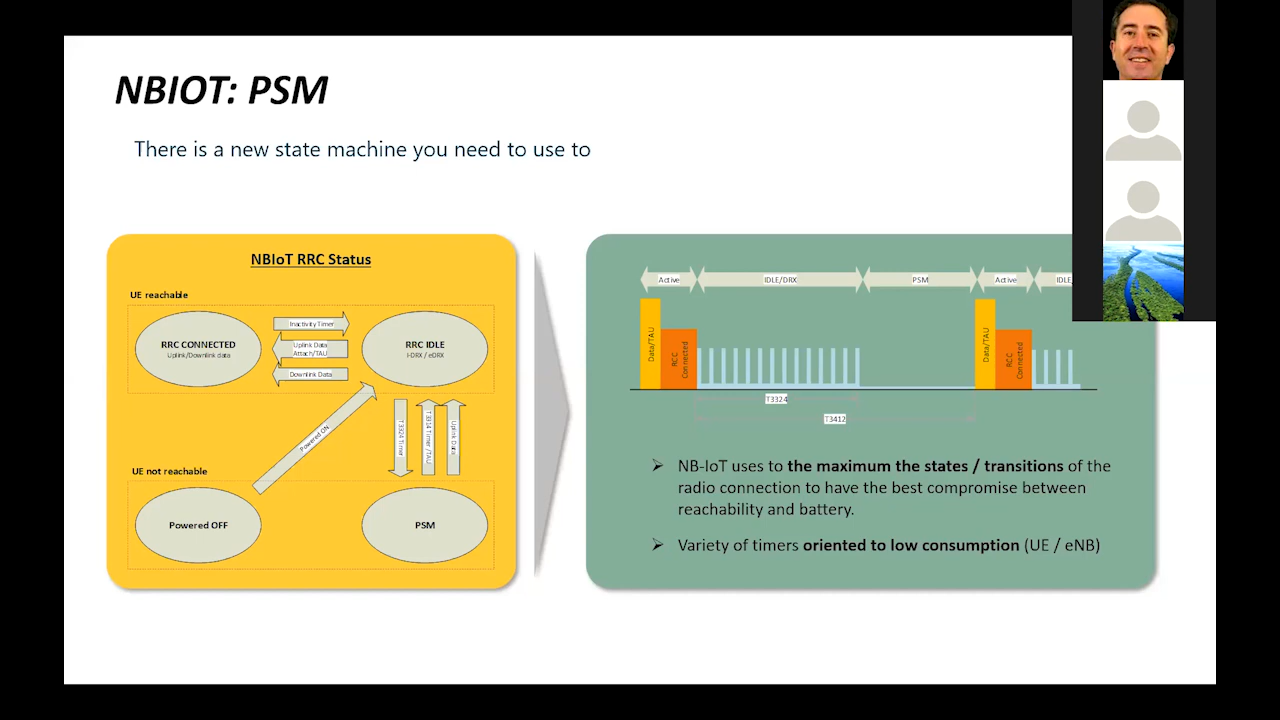 NBIOT: PSM
There is a new state machine you need to use to
NBIoT RRC Status
UE reachable
RRC CONNECTED
Uplink/Downlink data
Inactivity Timer
Uplink Data
Attach/TAU
Downlink Data
RRC IDLE
I-DRX / eDRX
Powered ON
T3324 Timer
T3314 Timer /TAU
Uplink Data
UE not reachable
Powered OFF
PSM
Active
IDLE/DRX
PSM
Active
IDLE/
Data/TAU
RCC
Connected
Data/TAU
RCC
Connected
T3324
T3412
➢ NB-IoT uses to the maximum the states / transitions of the
radio connection to have the best compromise between
reachability and battery.
➢ Variety of timers oriented to low consumption (UE / eNB)